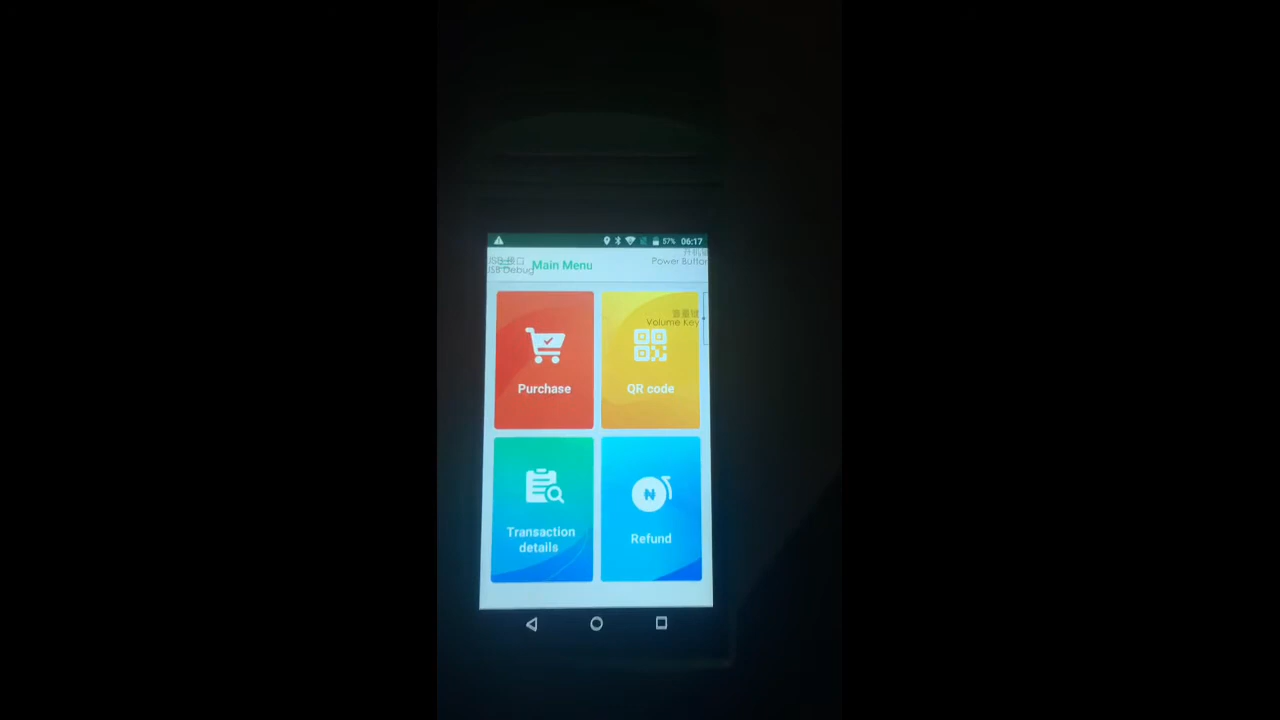 57% 06:17
USB Debug
Main Menu
Power Button
Volume Key
Purchase
QR code
Transaction
details
Refund